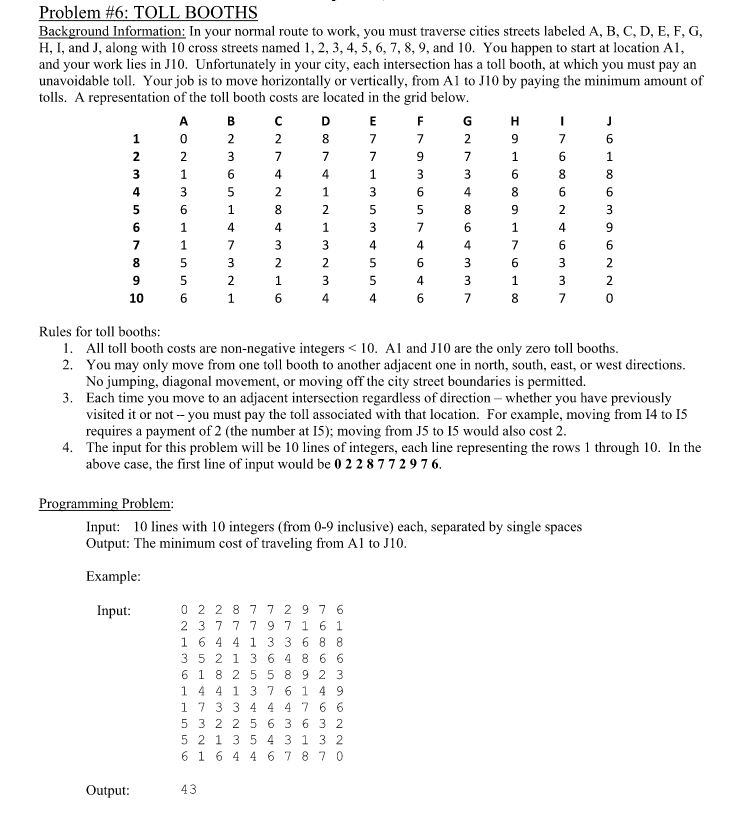 Problem #6: TOLL BOOTHS
Background Information: In your normal route to work, you must traverse cities streets labeled A, B, C, D, E, F, G,
H, I, and J, along with 10 cross streets named 1, 2, 3, 4, 5, 6, 7, 8, 9, and 10. You happen to start at location A1,
and your work lies in J10. Unfortunately in your city, each intersection has a toll booth, at which you must pay an
unavoidable toll. Your job is to move horizontally or vertically, from A1 to J10 by paying the minimum amount of
tolls. A representation of the toll booth costs are located in the grid below.
A B C D E F G H I J
1 0 2 2 8 7 7 2 9 7 6
2 2 3 7 7 7 9 7 1 6 1
3 1 6 4 4 1 3 3 6 8 8
4 3 5 2 1 3 6 4 8 6 6
5 6 1 8 2 5 5 8 9 2 3
6 1 4 4 1 3 7 6 1 4 9
7 1 7 3 3 4 4 4 7 6 6
8 5 3 2 2 5 6 3 6 3 2
9 5 2 1 3 5 4 3 1 3 2
10 6 1 6 4 4 6 7 8 7 0
Rules for toll booths:
1. All toll booth costs are non-negative integers < 10. A1 and J10 are the only zero toll booths.
2. You may only move from one toll booth to another adjacent one in north, south, east, or west directions.
No jumping, diagonal movement, or moving off the city street boundaries is permitted.
3. Each time you move to an adjacent intersection regardless of direction – whether you have previously
visited it or not – you must pay the toll associated with that location. For example, moving from I4 to I5
requires a payment of 2 (the number at I5); moving from J5 to I5 would also cost 2.
4. The input for this problem will be 10 lines of integers, each line representing the rows 1 through 10. In the
above case, the first line of input would be 0 2 2 8 7 7 2 9 7 6.
Programming Problem:
Input: 10 lines with 10 integers (from 0-9 inclusive) each, separated by single spaces
Output: The minimum cost of traveling from A1 to J10.
Example:
Input: 0 2 2 8 7 7 2 9 7 6
2 3 7 7 7 9 7 1 6 1
1 6 4 4 1 3 3 6 8 8
3 5 2 1 3 6 4 8 6 6
6 1 8 2 5 5 8 9 2 3
1 4 4 1 3 7 6 1 4 9
1 7 3 3 4 4 4 7 6 6
5 3 2 2 5 6 3 6 3 2
5 2 1 3 5 4 3 1 3 2
6 1 6 4 4 6 7 8 7 0
Output: 43